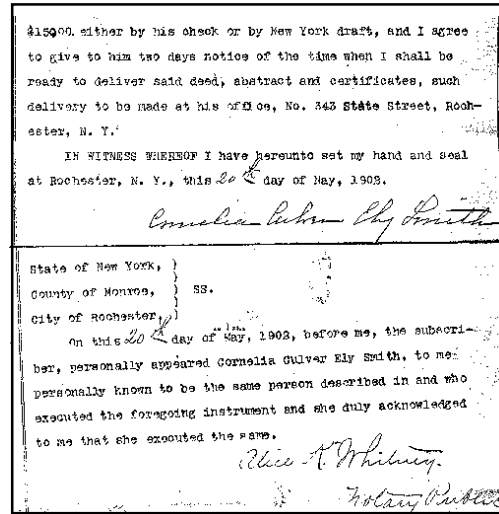 $15000. either by his check or by New York draft, and I agree
to give to him two days notice of the time when I shall be
ready to deliver said deed, abstract and certificates, such
delivery to be made at his office, No. 343 State Street, Roch-
ester, N. Y.
IN WITNESS WHEREOF I have hereunto set my hand and seal
at Rochester, N. Y., this 20th day of May, 1902.
Cornelia Culver Ely Smith
State of New York, )
County of Monroe, ) SS.
City of Rochester, )
On this 20th day of May, 1902, before me, the subscri-
ber, personally appeared Cornelia Culver Ely Smith, to me
personally known to be the same person described in and who
executed the foregoing instrument and she duly acknowledged
to me that she executed the same.
Alice K. Whitney.
Notary Public